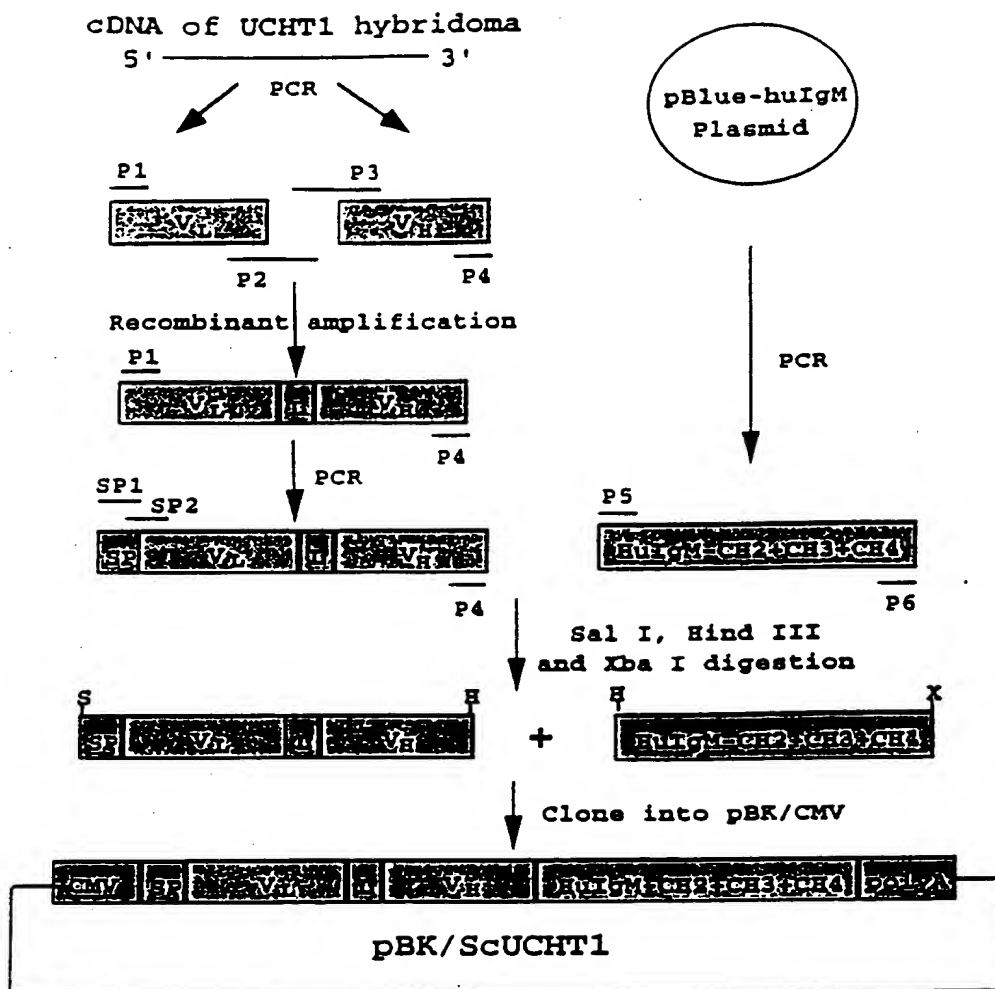 cDNA of UCHT1 hybridoma
5' 3'
PCR
pBlue-huIgM
Plasmid
P1
P3
VL
VH
P2
P4
Recombinant amplification
P1
VL
L
VH
P4
PCR
PCR
SP1
SP2
SP
VL
L
VH
P4
P5
HuIgM-CH2+CH3+CH4
P6
Sal I, Hind III
and Xba I digestion
S
H
SP
VL
L
VH
+
H
X
HuIgM-CH2+CH3+CH4
Clone into pBK/CMV
CMV
SP
VL
L
VH
HuIgM-CH2+CH3+CH4
polyA
pBK/ScUCHT1